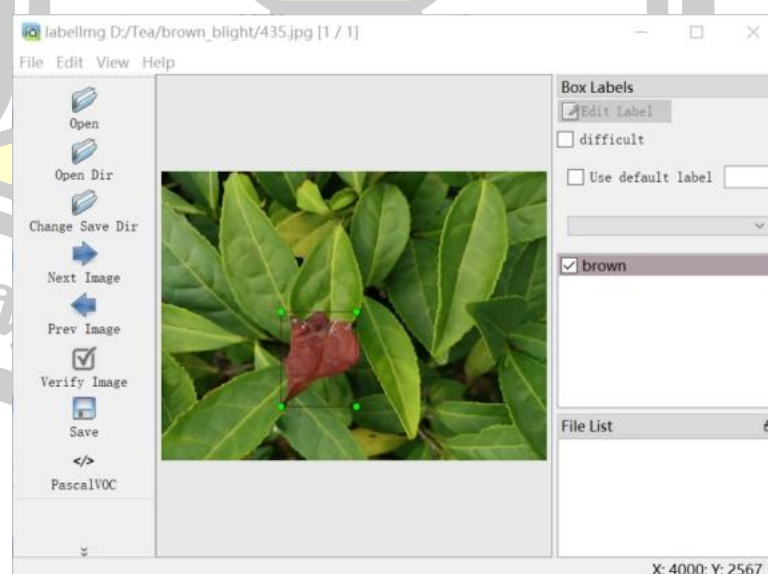 labelImg D:/Tea/brown_blight/435.jpg [1 / 1]
File Edit View Help
Open
Open Dir
Change Save Dir
Next Image
Prev Image
Verify Image
Save
</>
PascalVOC
Box Labels
Edit Label
difficult
Use default label
brown
File List
X: 4000; Y: 2567